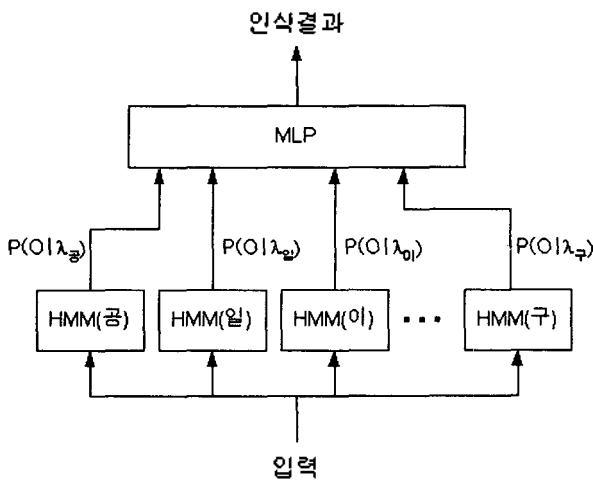 인식결과
MLP
P(O|λ공) P(O|λ일) P(O|λ이) P(O|λ구)
HMM(공) HMM(일) HMM(이) ··· HMM(구)
입력